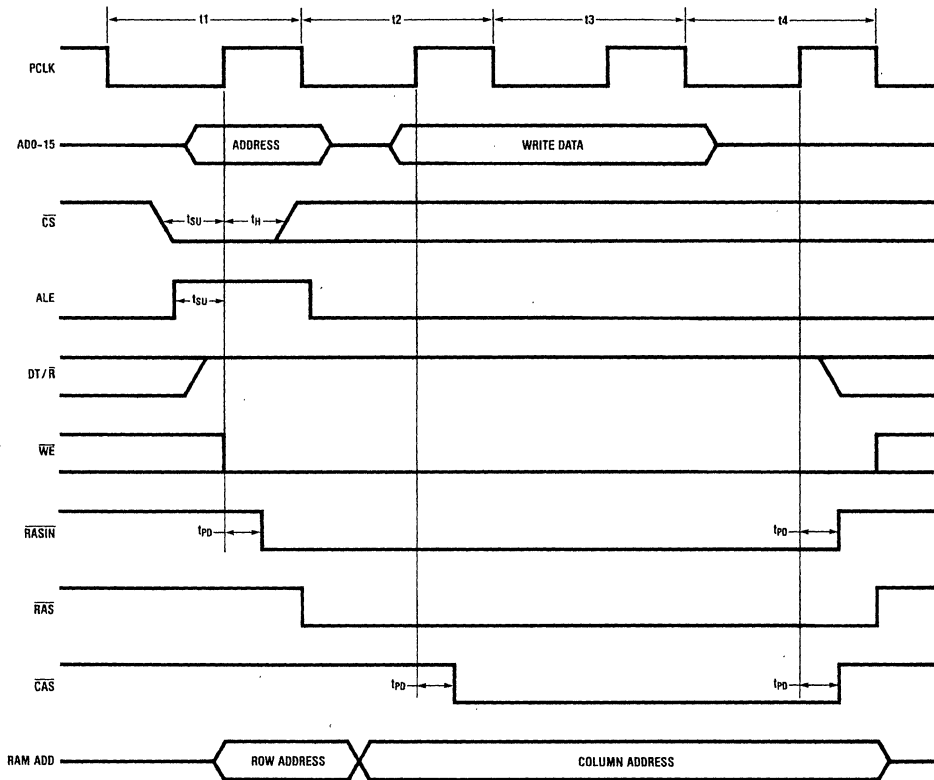 t1 t2 t3 t4
PCLK
AD0-15 ADDRESS WRITE DATA
CS tSU tH
ALE tSU
DT/R
WE
RASIN tPD tPD
RAS
CAS tPD tPD
RAM ADD ROW ADDRESS COLUMN ADDRESS